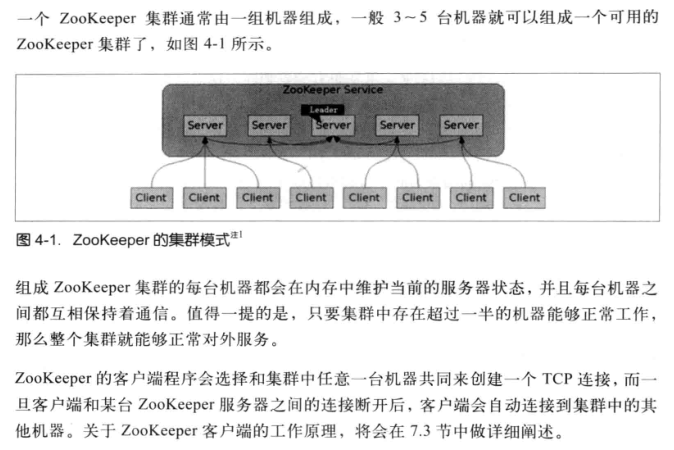 一个 ZooKeeper 集群通常由一组机器组成，一般 3～5 台机器就可以组成一个可用的
ZooKeeper 集群了，如图 4-1 所示。
ZooKeeper Service
Leader
Server Server Server Server Server
Client Client Client Client Client Client Client Client
图 4-1. ZooKeeper 的集群模式注1
组成 ZooKeeper 集群的每台机器都会在内存中维护当前的服务器状态，并且每台机器之
间都互相保持着通信。值得一提的是，只要集群中存在超过一半的机器能够正常工作，
那么整个集群就能够正常对外服务。
ZooKeeper 的客户端程序会选择和集群中任意一台机器共同来创建一个 TCP 连接，而一
旦客户端和某台 ZooKeeper 服务器之间的连接断开后，客户端会自动连接到集群中的其
他机器。关于 ZooKeeper 客户端的工作原理，将会在 7.3 节中做详细阐述。